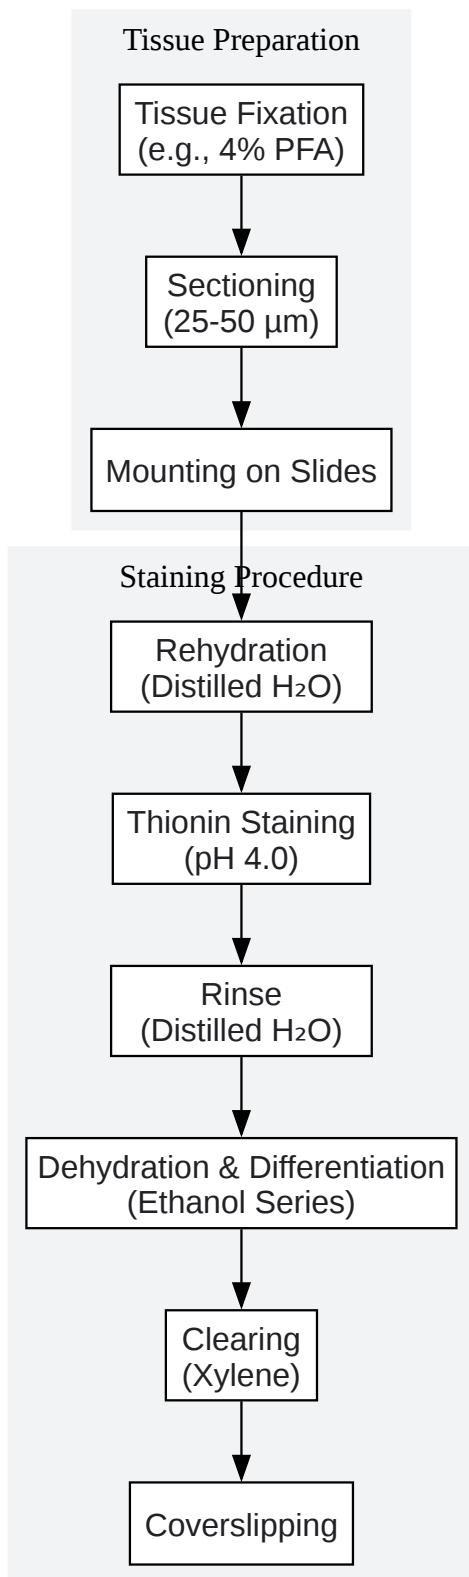 Tissue Preparation
Tissue Fixation
(e.g., 4% PFA)
Sectioning
(25-50 µm)
Mounting on Slides
Staining Procedure
Rehydration
(Distilled H₂O)
Thionin Staining
(pH 4.0)
Rinse
(Distilled H₂O)
Dehydration & Differentiation
(Ethanol Series)
Clearing
(Xylene)
Coverslipping